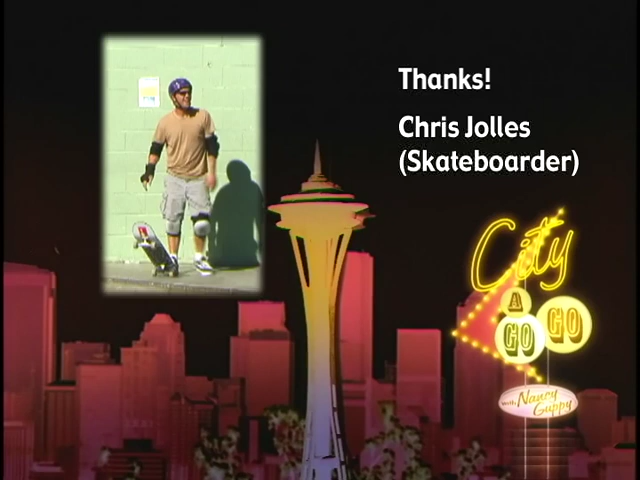 Thanks!
Chris Jolles
(Skateboarder)
City
A
GO GO
With Nancy
Guppy